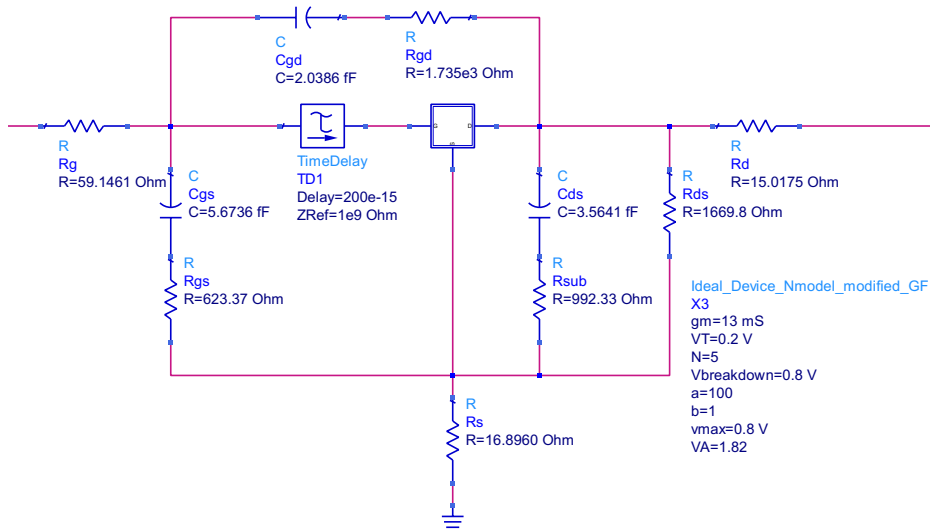 C
Cgd
C=2.0386 fF
R
Rgd
R=1.735e3 Ohm
R
Rg
R=59.1461 Ohm
TimeDelay
TD1
Delay=200e-15
ZRef=1e9 Ohm
G
D
S
R
Rd
R=15.0175 Ohm
C
Cgs
C=5.6736 fF
C
Cds
C=3.5641 fF
R
Rds
R=1669.8 Ohm
R
Rgs
R=623.37 Ohm
R
Rsub
R=992.33 Ohm
Ideal_Device_Nmodel_modified_GF
X3
gm=13 mS
VT=0.2 V
N=5
Vbreakdown=0.8 V
a=100
b=1
vmax=0.8 V
VA=1.82
R
Rs
R=16.8960 Ohm